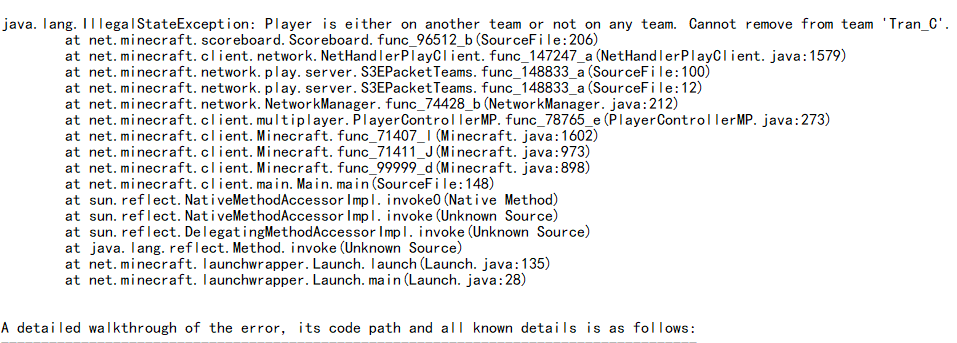 java.lang.IllegalStateException: Player is either on another team or not on any team. Cannot remove from team 'Tran_C'.
at net.minecraft.scoreboard.Scoreboard.func_96512_b(SourceFile:206)
at net.minecraft.client.network.NetHandlerPlayClient.func_147247_a(NetHandlerPlayClient.java:1579)
at net.minecraft.network.play.server.S3EPacketTeams.func_148833_a(SourceFile:100)
at net.minecraft.network.play.server.S3EPacketTeams.func_148833_a(SourceFile:12)
at net.minecraft.network.NetworkManager.func_74428_b(NetworkManager.java:212)
at net.minecraft.client.multiplayer.PlayerControllerMP.func_78765_e(PlayerControllerMP.java:273)
at net.minecraft.client.Minecraft.func_71407_l(Minecraft.java:1602)
at net.minecraft.client.Minecraft.func_71411_J(Minecraft.java:973)
at net.minecraft.client.Minecraft.func_99999_d(Minecraft.java:898)
at net.minecraft.client.main.Main.main(SourceFile:148)
at sun.reflect.NativeMethodAccessorImpl.invoke0(Native Method)
at sun.reflect.NativeMethodAccessorImpl.invoke(Unknown Source)
at sun.reflect.DelegatingMethodAccessorImpl.invoke(Unknown Source)
at java.lang.reflect.Method.invoke(Unknown Source)
at net.minecraft.launchwrapper.Launch.launch(Launch.java:135)
at net.minecraft.launchwrapper.Launch.main(Launch.java:28)
A detailed walkthrough of the error, its code path and all known details is as follows:
---------------------------------------------------------------------------------------